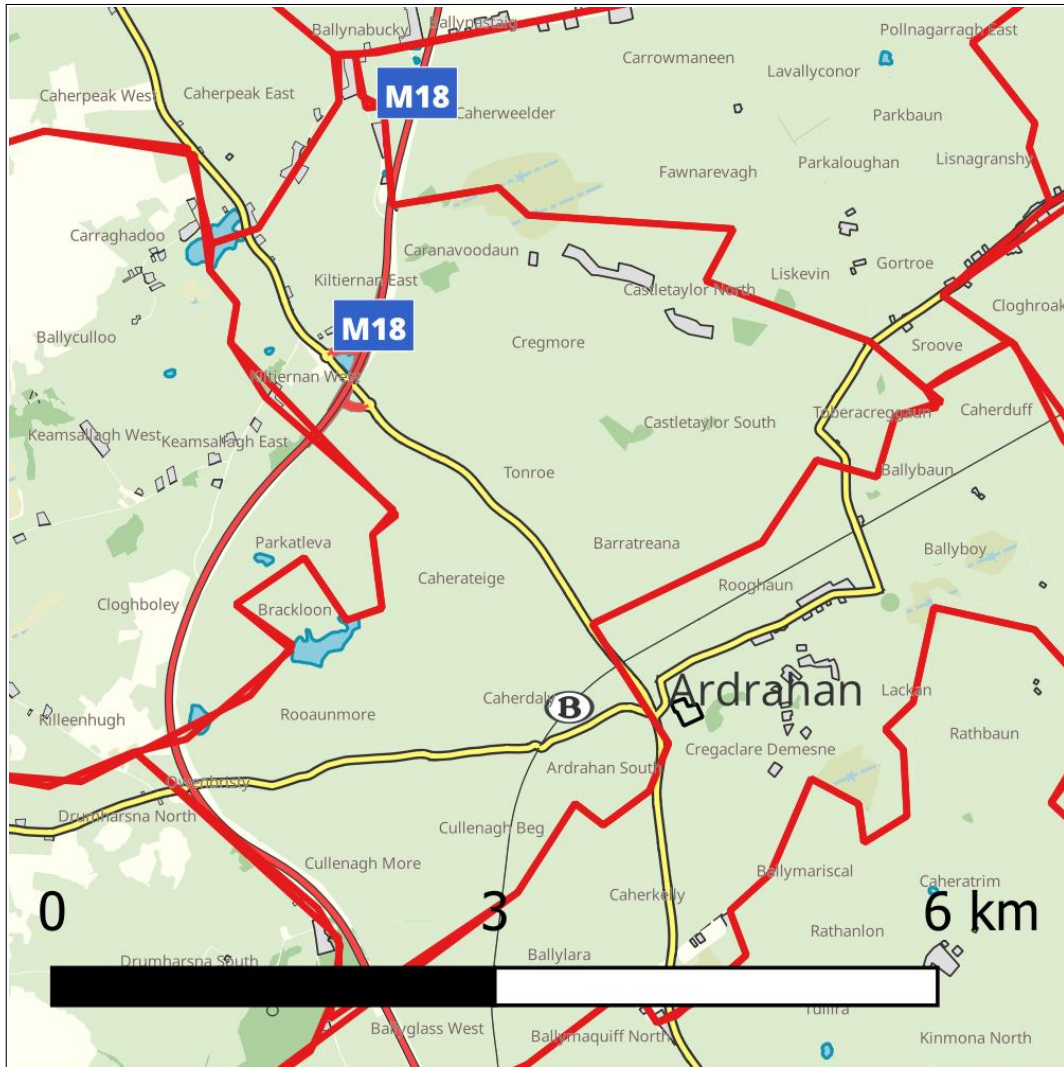 Ballynabucky
Ballynastaig
Pollnagarragh East
Carrowmaneen
Lavallyconor
Caherpeak West
Caherpeak East
M18
Caherweelder
Parkbaun
Parkaloughan
Lisnagranshy
Fawnarevagh
Carraghadoo
Caranavoodaun
Kiltiernan East
Liskevin
Gortroe
Castletaylor North
Cloghroak
M18
Ballyculloo
Cregmore
Sroove
Kiltiernan West
Toberacreggaun
Caherduff
Castletaylor South
Keamsallagh West
Keamsallagh East
Tonroe
Ballybaun
Parkatleva
Barratreana
Ballyboy
Caherateige
Rooghaun
Cloghboley
Brackloon
Ardrahan
Lackan
Caherdaly
B
Killeenhugh
Rooaunmore
Rathbaun
Cregaclare Demesne
Ardrahan South
Owenbristy
Drumharsna North
Cullenagh Beg
Cullenagh More
Ballymariscal
Caheratrim
Caherkelly
0
3
6 km
Rathanlon
Drumharsna South
Ballylara
Tullira
Ballyglass West
Ballymaquiff North
Kinmona North